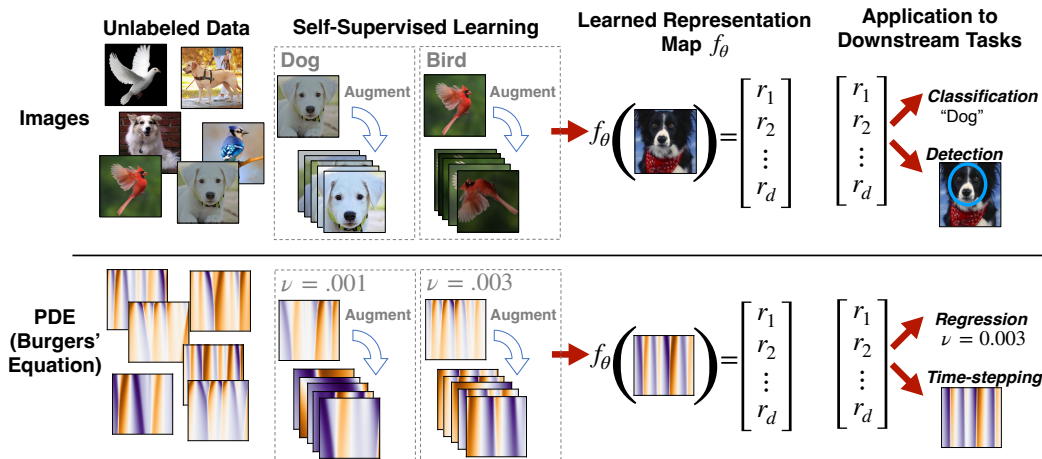 Unlabeled Data
Self-Supervised Learning
Learned Representation
Map fθ
Application to
Downstream Tasks
Images
Dog
Augment
Bird
Augment
fθ( ) = [r1 r2 ⋮ rd]
[r1 r2 ⋮ rd]
Classification
“Dog”
Detection
PDE
(Burgers’
Equation)
ν = .001
Augment
ν = .003
Augment
fθ( ) = [r1 r2 ⋮ rd]
[r1 r2 ⋮ rd]
Regression
ν = 0.003
Time-stepping